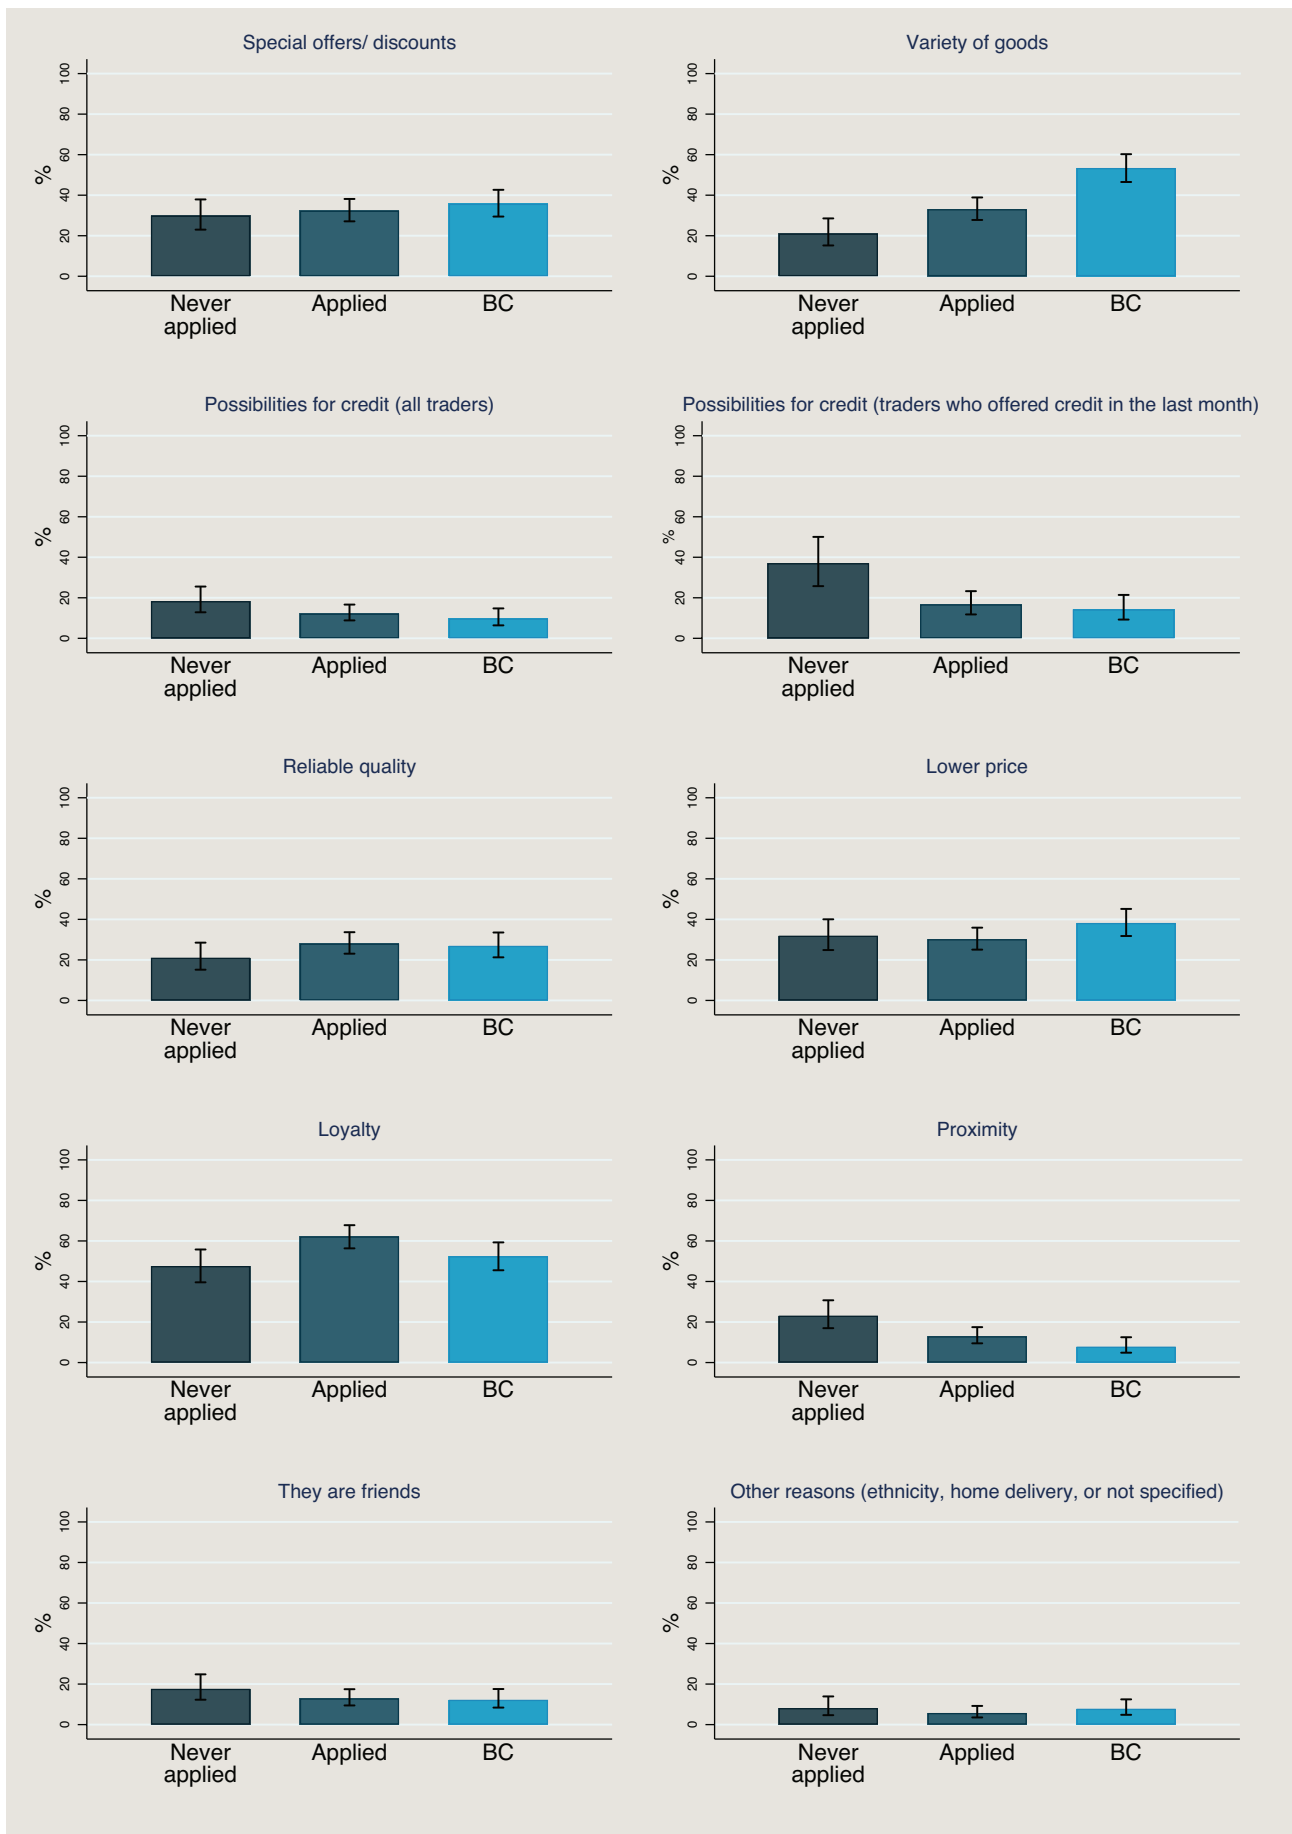 Special offers/ discounts
%
100
80
60
40
20
0
Never
applied
Applied
BC
Variety of goods
%
100
80
60
40
20
0
Never
applied
Applied
BC
Possibilities for credit (all traders)
%
100
80
60
40
20
0
Never
applied
Applied
BC
Possibilities for credit (traders who offered credit in the last month)
%
100
80
60
40
20
0
Never
applied
Applied
BC
Reliable quality
%
100
80
60
40
20
0
Never
applied
Applied
BC
Lower price
%
100
80
60
40
20
0
Never
applied
Applied
BC
Loyalty
%
100
80
60
40
20
0
Never
applied
Applied
BC
Proximity
%
100
80
60
40
20
0
Never
applied
Applied
BC
They are friends
%
100
80
60
40
20
0
Never
applied
Applied
BC
Other reasons (ethnicity, home delivery, or not specified)
%
100
80
60
40
20
0
Never
applied
Applied
BC